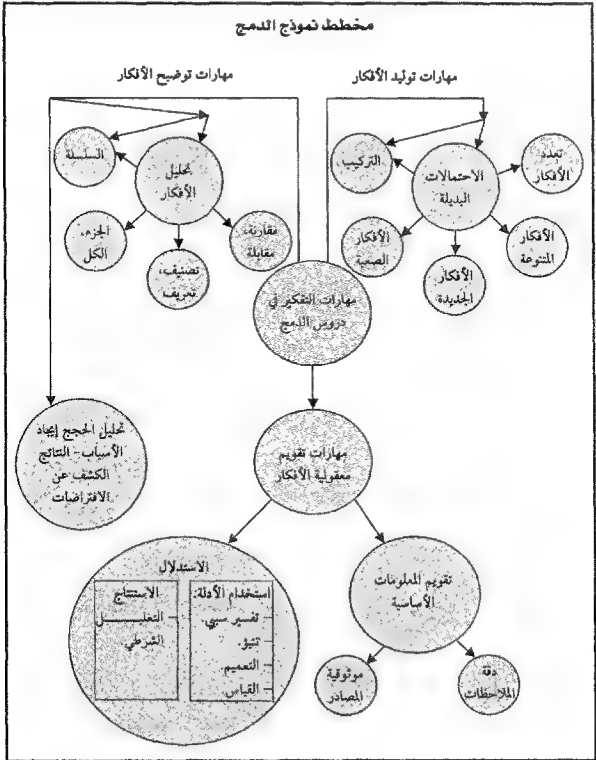 مخطط نموذج الدمج
مهارات توليد الأفكار
مهارات توضيح الأفكار
تعدد
الأفكار
الاحتمالات
البديلة
التركيب
الأفكار
المتنوعة
الأفكار
الجديدة
الأفكار
الصعبة
تحليل
الأفكار
السلسلة
مقارنة،
مقابلة
تصنيف،
تعريف
الجزء،
الكل
مهارات التفكير في
دروس الدمج
تحليل الحجج إيجاد
الأسباب - النتائج
الكشف عن
الافتراضات
مهارات تقويم
معقولية الأفكار
تقويم المعلومات
الأساسية
دقة
الملاحظات
موثوقية
المصادر
الاستدلال
استخدام الأدلة:
– تفسير سببي.
– تنبؤ.
– التعميم.
– القياس
الاستنتاج
– التعليل
الشرطي